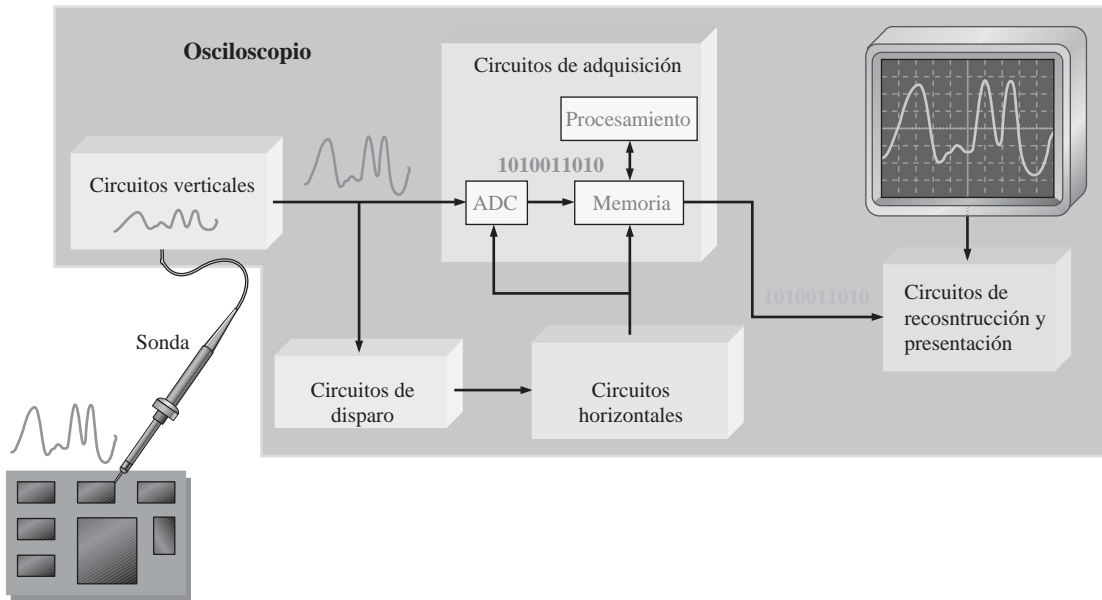 Osciloscopio
Circuitos de adquisición
Procesamiento
1010011010
Circuitos verticales
ADC
Memoria
1010011010
Circuitos de
recosntrucción y
presentación
Sonda
Circuitos de
disparo
Circuitos
horizontales